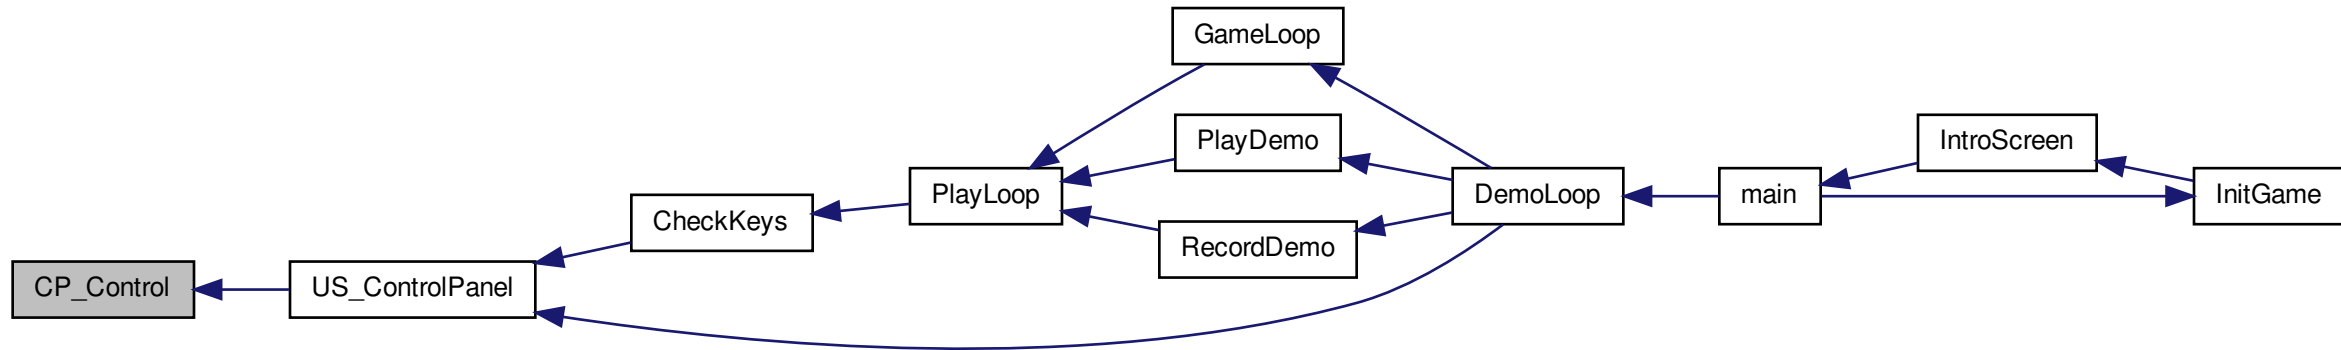 GameLoop
PlayDemo
IntroScreen
PlayLoop
DemoLoop
main
InitGame
CheckKeys
RecordDemo
CP_Control
US_ControlPanel